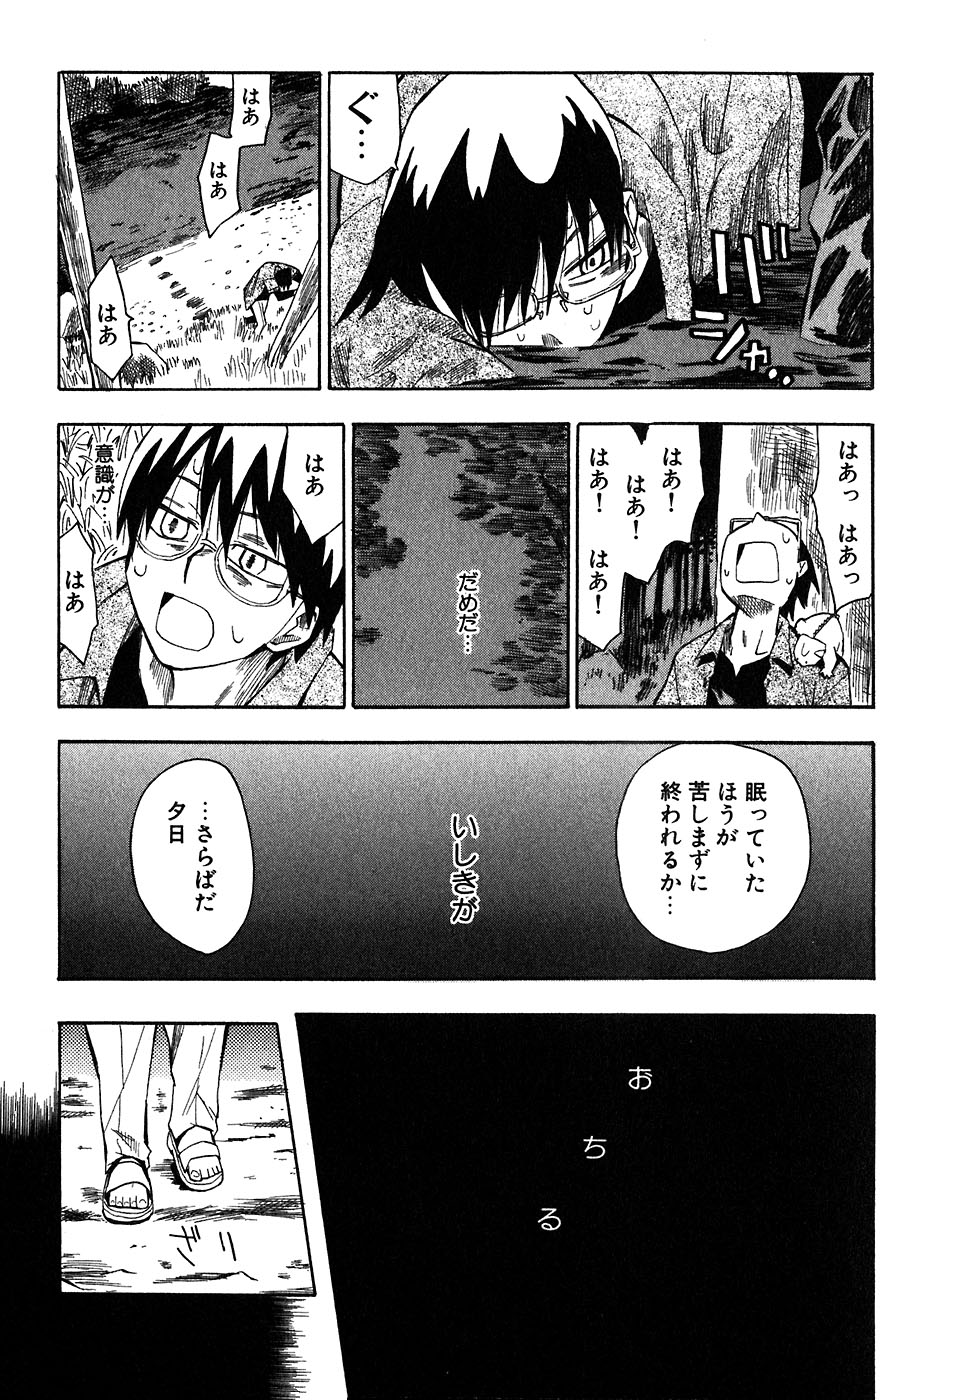 ぐ…
バシャッ
はあ
はあ
はあ
はあっ
はあっ
はあ！
はあ！
はあ！
はあ！
だめだ…
はあ
意識が…
はあ
眠っていた
ほうが
苦しまずに
終われるか…
いしきが
…さらばだ
夕日
おちる